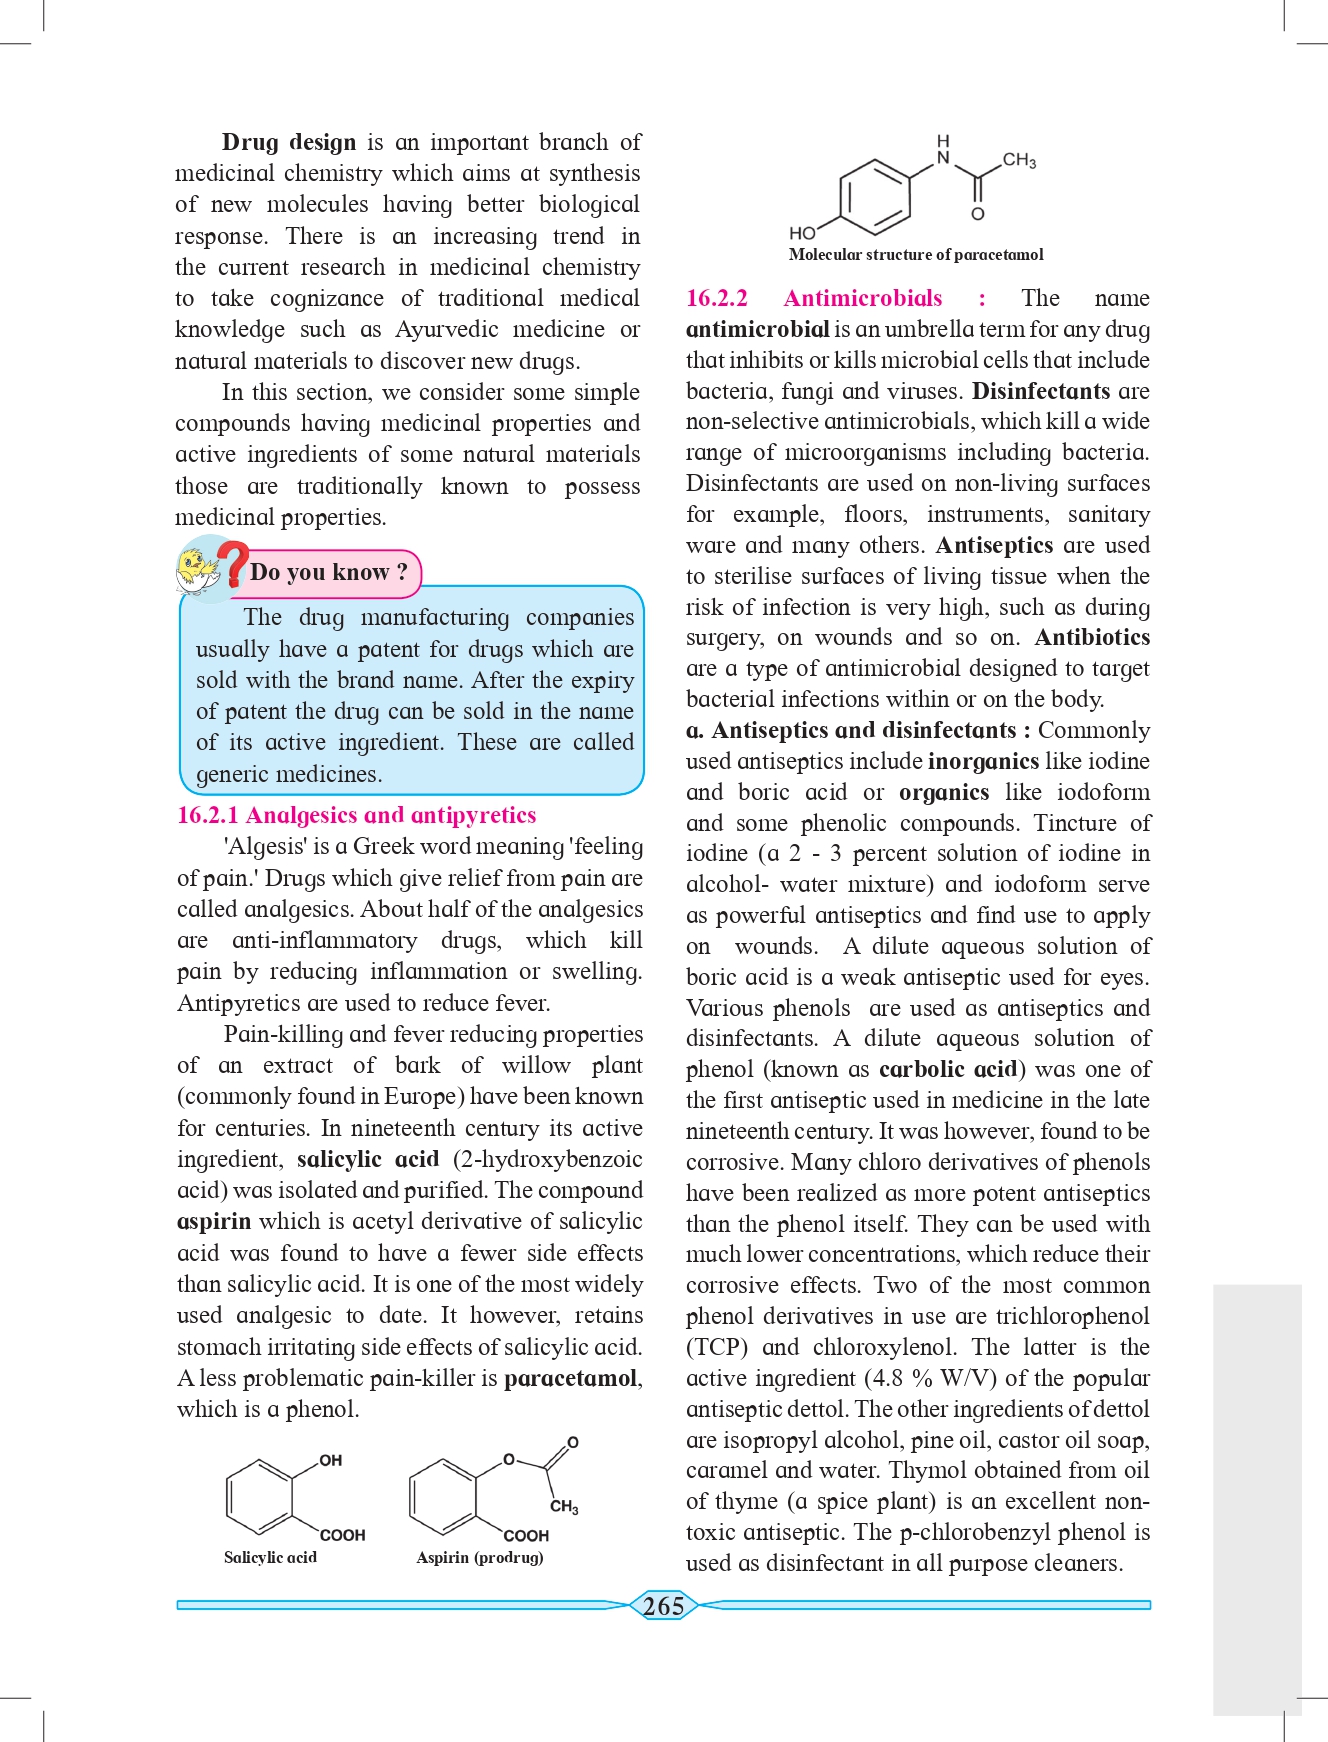 Drug design is an important branch of
medicinal chemistry which aims at synthesis
of new molecules having better biological
response. There is an increasing trend in
the current research in medicinal chemistry
to take cognizance of traditional medical
knowledge such as Ayurvedic medicine or
natural materials to discover new drugs.
In this section, we consider some simple
compounds having medicinal properties and
active ingredients of some natural materials
those are traditionally known to possess
medicinal properties.
Do you know ?
The drug manufacturing companies
usually have a patent for drugs which are
sold with the brand name. After the expiry
of patent the drug can be sold in the name
of its active ingredient. These are called
generic medicines.
16.2.1 Analgesics and antipyretics
'Algesis' is a Greek word meaning 'feeling
of pain.' Drugs which give relief from pain are
called analgesics. About half of the analgesics
are anti-inflammatory drugs, which kill
pain by reducing inflammation or swelling.
Antipyretics are used to reduce fever.
Pain-killing and fever reducing properties
of an extract of bark of willow plant
(commonly found in Europe) have been known
for centuries. In nineteenth century its active
ingredient, salicylic acid (2-hydroxybenzoic
acid) was isolated and purified. The compound
aspirin which is acetyl derivative of salicylic
acid was found to have a fewer side effects
than salicylic acid. It is one of the most widely
used analgesic to date. It however, retains
stomach irritating side effects of salicylic acid.
A less problematic pain-killer is paracetamol,
which is a phenol.
OH
COOH
Salicylic acid
O
O
CH3
COOH
Aspirin (prodrug)
H
N
CH3
O
HO
Molecular structure of paracetamol
16.2.2 Antimicrobials : The name
antimicrobial is an umbrella term for any drug
that inhibits or kills microbial cells that include
bacteria, fungi and viruses. Disinfectants are
non-selective antimicrobials, which kill a wide
range of microorganisms including bacteria.
Disinfectants are used on non-living surfaces
for example, floors, instruments, sanitary
ware and many others. Antiseptics are used
to sterilise surfaces of living tissue when the
risk of infection is very high, such as during
surgery, on wounds and so on. Antibiotics
are a type of antimicrobial designed to target
bacterial infections within or on the body.
a. Antiseptics and disinfectants : Commonly
used antiseptics include inorganics like iodine
and boric acid or organics like iodoform
and some phenolic compounds. Tincture of
iodine (a 2 - 3 percent solution of iodine in
alcohol- water mixture) and iodoform serve
as powerful antiseptics and find use to apply
on wounds. A dilute aqueous solution of
boric acid is a weak antiseptic used for eyes.
Various phenols are used as antiseptics and
disinfectants. A dilute aqueous solution of
phenol (known as carbolic acid) was one of
the first antiseptic used in medicine in the late
nineteenth century. It was however, found to be
corrosive. Many chloro derivatives of phenols
have been realized as more potent antiseptics
than the phenol itself. They can be used with
much lower concentrations, which reduce their
corrosive effects. Two of the most common
phenol derivatives in use are trichlorophenol
(TCP) and chloroxylenol. The latter is the
active ingredient (4.8 % W/V) of the popular
antiseptic dettol. The other ingredients of dettol
are isopropyl alcohol, pine oil, castor oil soap,
caramel and water. Thymol obtained from oil
of thyme (a spice plant) is an excellent non-
toxic antiseptic. The p-chlorobenzyl phenol is
used as disinfectant in all purpose cleaners.
265